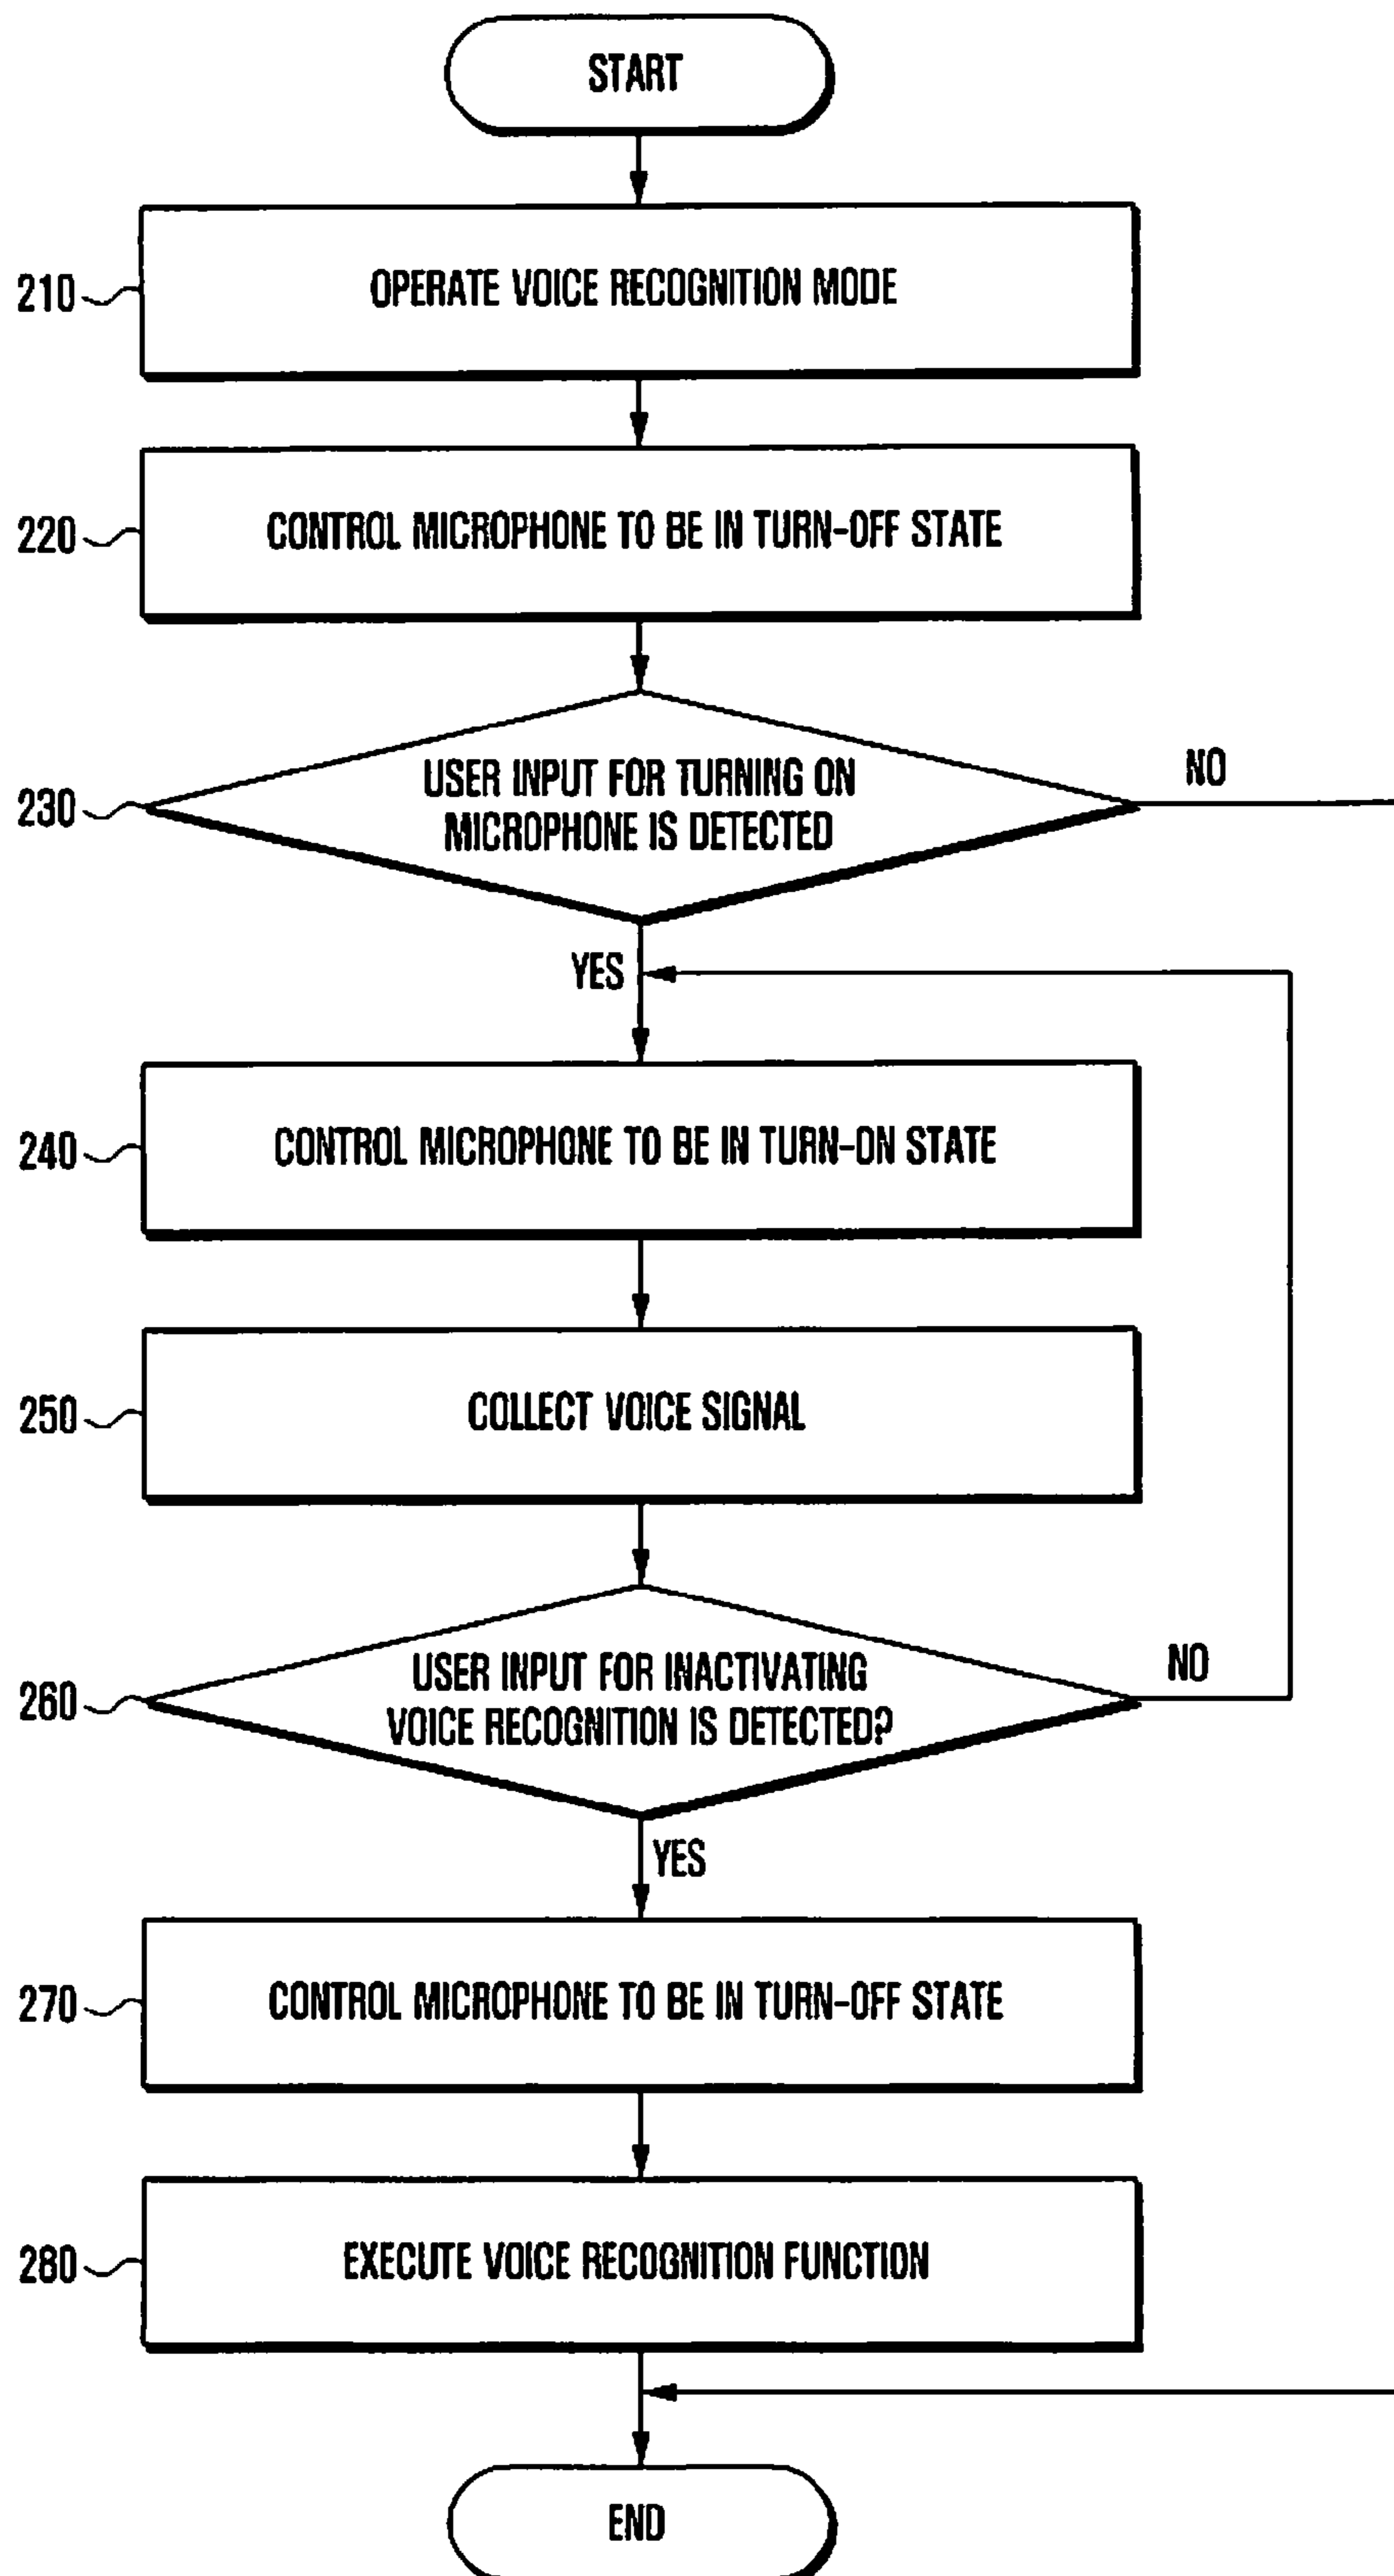 START
210
OPERATE VOICE RECOGNITION MODE
220
CONTROL MICROPHONE TO BE IN TURN-OFF STATE
230
USER INPUT FOR TURNING ON
MICROPHONE IS DETECTED
NO
YES
240
CONTROL MICROPHONE TO BE IN TURN-ON STATE
250
COLLECT VOICE SIGNAL
260
USER INPUT FOR INACTIVATING
VOICE RECOGNITION IS DETECTED?
NO
YES
270
CONTROL MICROPHONE TO BE IN TURN-OFF STATE
280
EXECUTE VOICE RECOGNITION FUNCTION
END